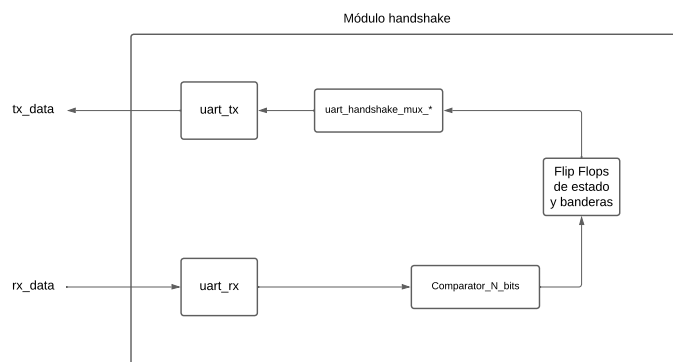 Módulo handshake
tx_data
uart_tx
uart_handshake_mux_*
Flip Flops
de estado
y banderas
rx_data
uart_rx
Comparator_N_bits